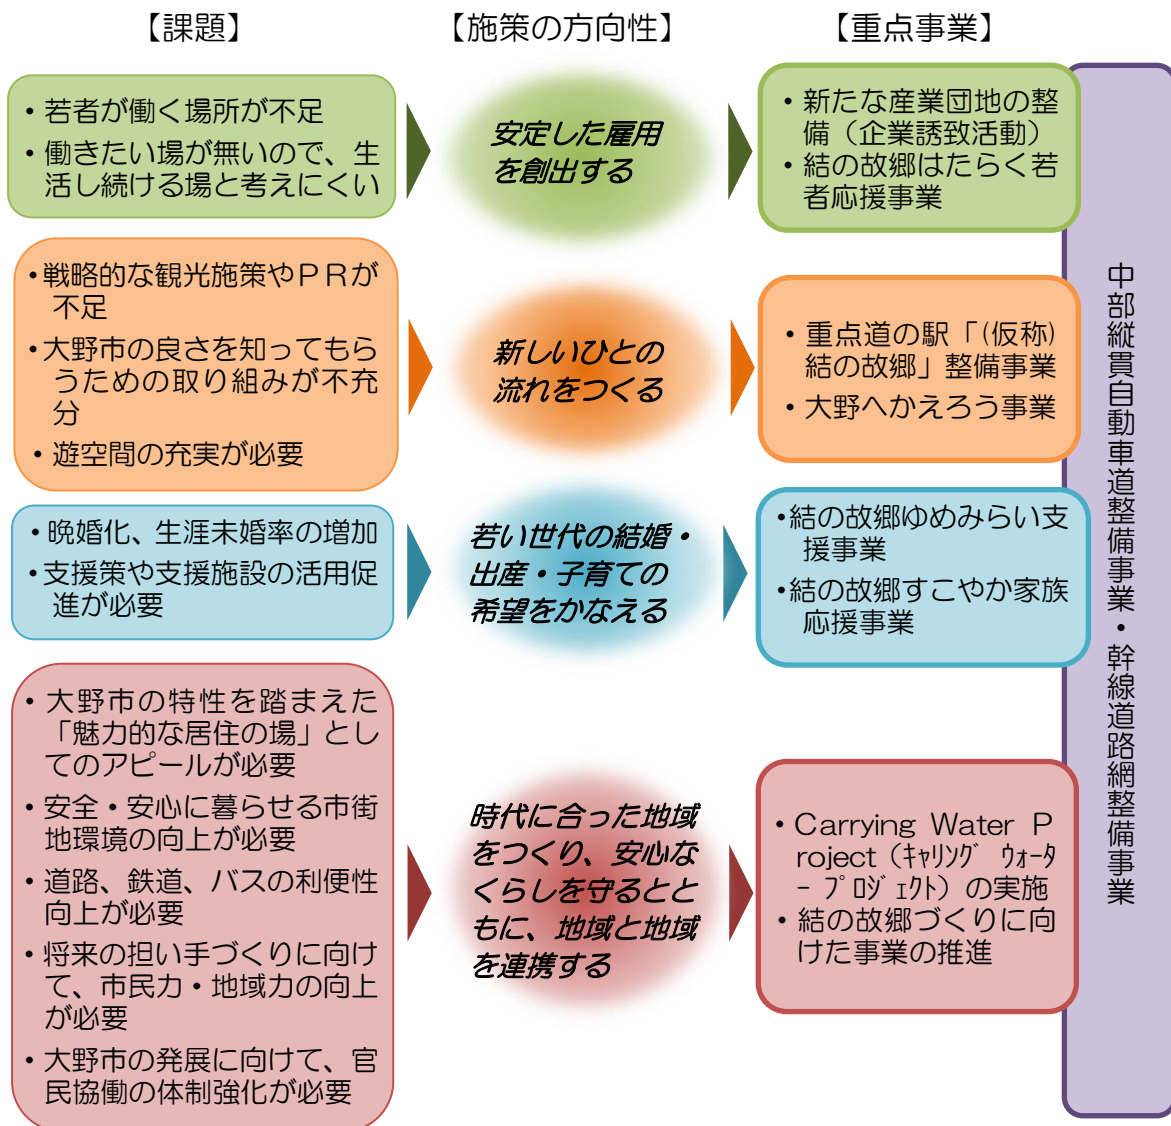 【課題】
【施策の方向性】
【重点事業】
・若者が働く場所が不足
・働きたい場が無いので、生
活し続ける場と考えにくい
安定した雇用
を創出する
・新たな産業団地の整
備（企業誘致活動）
・結の故郷はたらく若
者応援事業
・戦略的な観光施策やＰＲが
不足
・大野市の良さを知ってもら
うための取り組みが不充
分
・遊空間の充実が必要
新しいひとの
流れをつくる
・重点道の駅「(仮称)
結の故郷」整備事業
・大野へかえろう事業
・晩婚化、生涯未婚率の増加
・支援策や支援施設の活用促
進が必要
若い世代の結婚・
出産・子育ての
希望をかなえる
・結の故郷ゆめみらい支
援事業
・結の故郷すこやか家族
応援事業
・大野市の特性を踏まえた
「魅力的な居住の場」とし
てのアピールが必要
・安全・安心に暮らせる市街
地環境の向上が必要
・道路、鉄道、バスの利便性
向上が必要
・将来の担い手づくりに向け
て、市民力・地域力の向上
が必要
・大野市の発展に向けて、官
民協働の体制強化が必要
時代に合った地域
をつくり、安心な
くらしを守るとと
もに、地域と地域
を連携する
・Carrying Water P
roject（ｷｬﾘﾝｸﾞ ｳｫｰﾀ
ｰ ﾌﾟﾛｼﾞｪｸﾄ）の実施
・結の故郷づくりに向
けた事業の推進
中部縦貫自動車道整備事業・幹線道路網整備事業